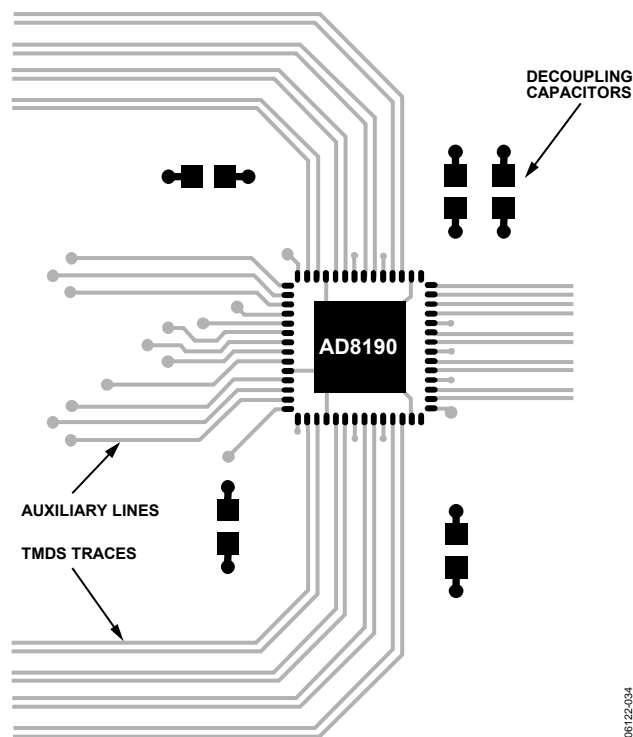 DECOUPLING
CAPACITORS
AD8190
AUXILIARY LINES
TMDS TRACES
06122-034